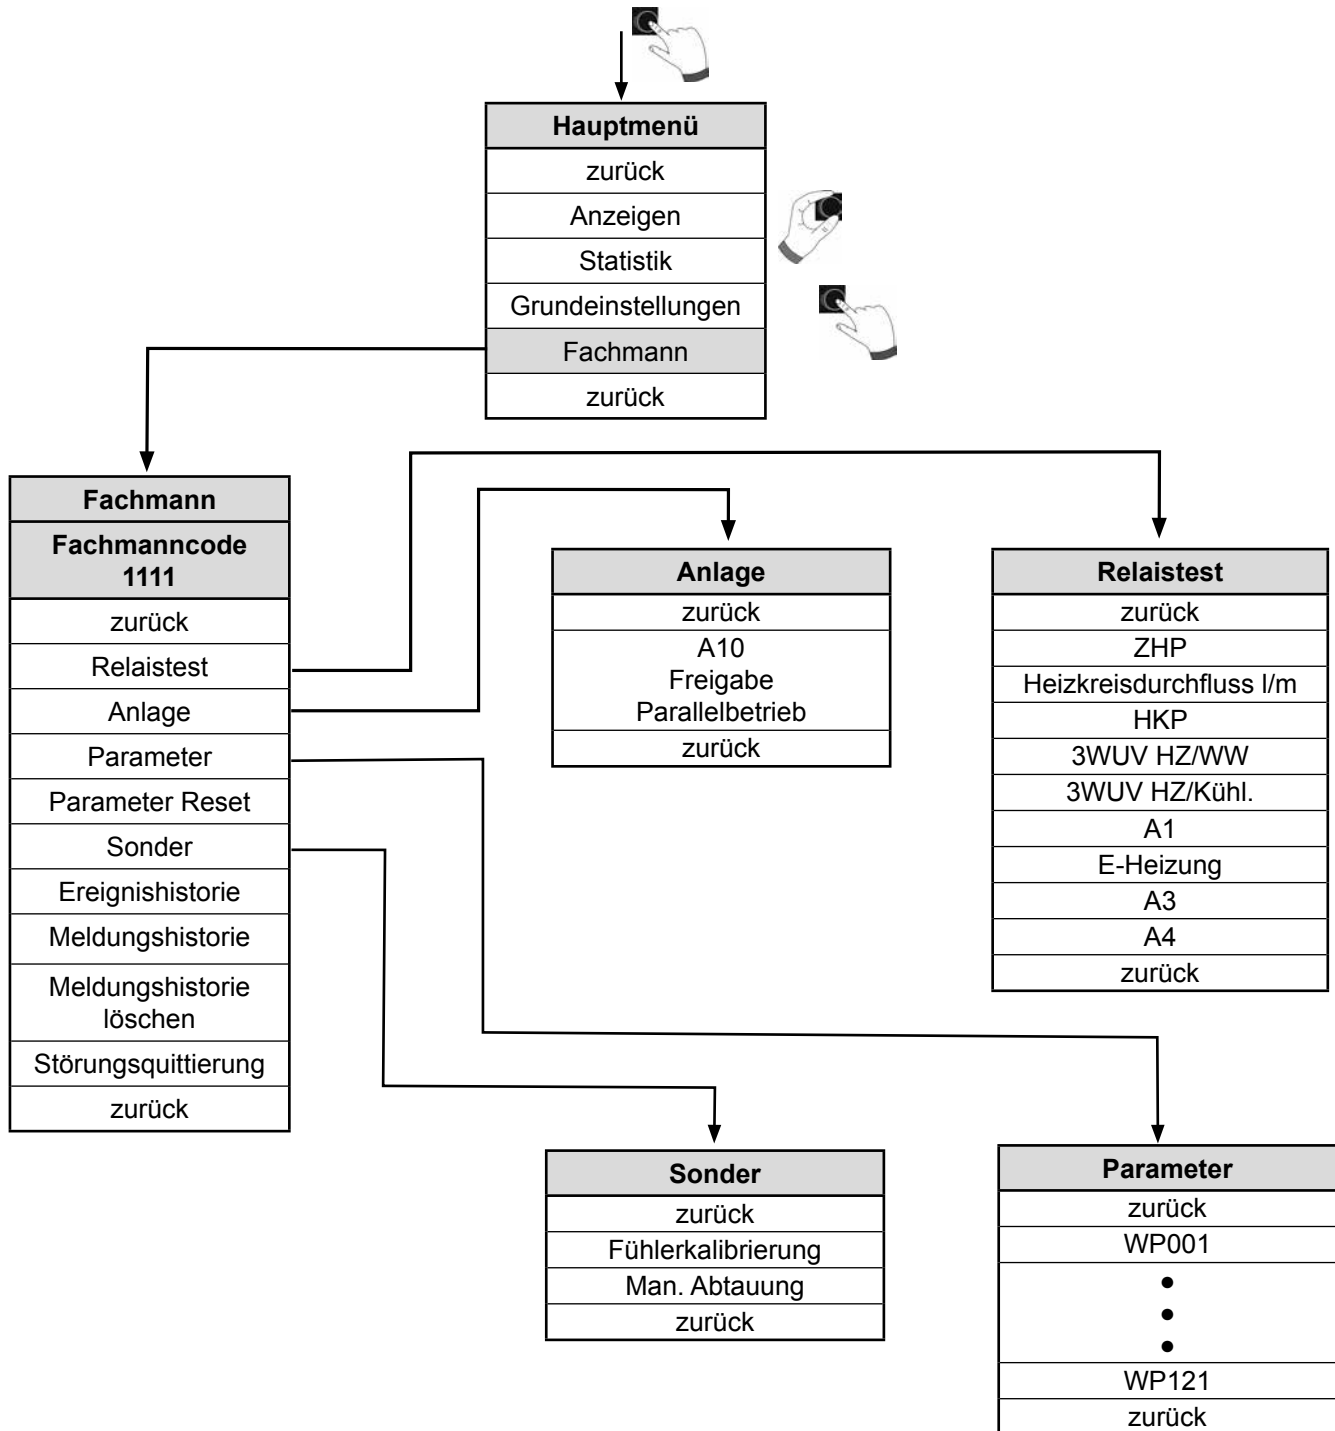 Hauptmenü
zurück
Anzeigen
Statistik
Grundeinstellungen
Fachmann
zurück
Fachmann
Fachmanncode
1111
zurück
Relaistest
Anlage
Parameter
Parameter Reset
Sonder
Ereignishistorie
Meldungshistorie
Meldungshistorie
löschen
Störungsquittierung
zurück
Anlage
zurück
A10
Freigabe
Parallelbetrieb
zurück
Relaistest
zurück
ZHP
Heizkreisdurchfluss l/m
HKP
3WUV HZ/WW
3WUV HZ/Kühl.
A1
E-Heizung
A3
A4
zurück
Sonder
zurück
Fühlerkalibrierung
Man. Abtauung
zurück
Parameter
zurück
WP001
•
•
•
WP121
zurück